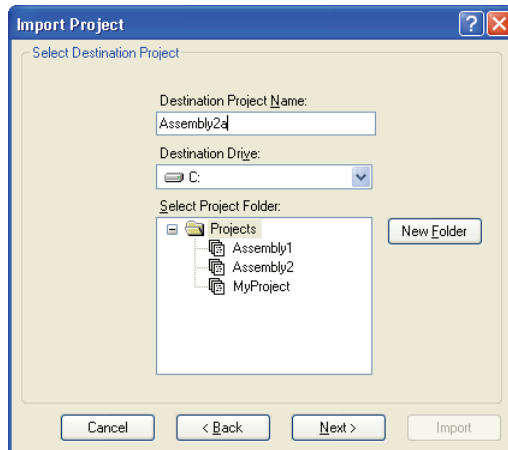 Import Project
Select Destination Project
Destination Project Name:
Assembly2a
Destination Drive:
C:
Select Project Folder:
Projects
New Folder
Assembly1
Assembly2
MyProject
Cancel
< Back
Next >
Import